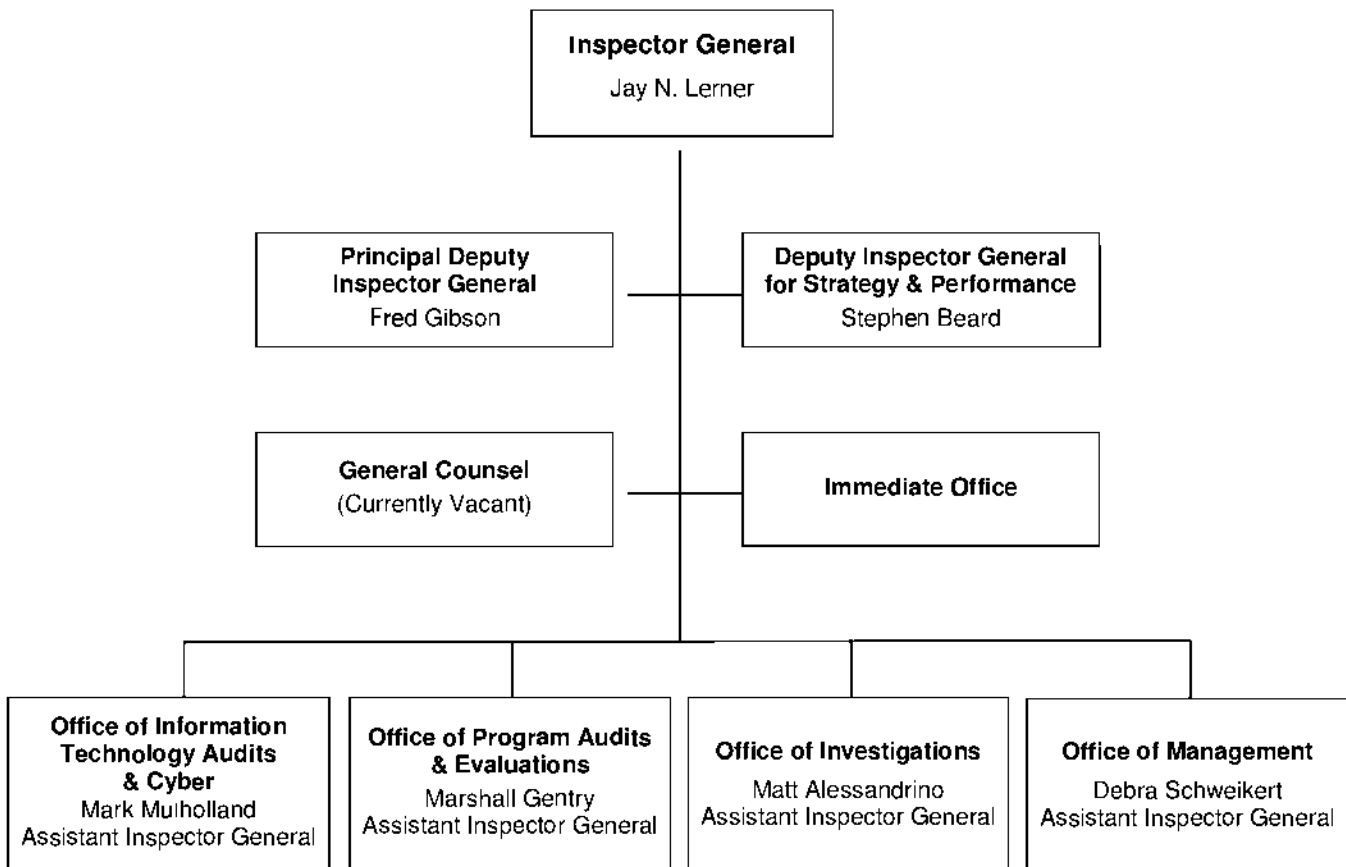 Inspector General
Jay N. Lerner
Principal Deputy
Inspector General
Fred Gibson
Deputy Inspector General
for Strategy & Performance
Stephen Beard
General Counsel
(Currently Vacant)
Immediate Office
Office of Information
Technology Audits
& Cyber
Mark Mulholland
Assistant Inspector General
Office of Program Audits
& Evaluations
Marshall Gentry
Assistant Inspector General
Office of Investigations
Matt Alessandrino
Assistant Inspector General
Office of Management
Debra Schweikert
Assistant Inspector General